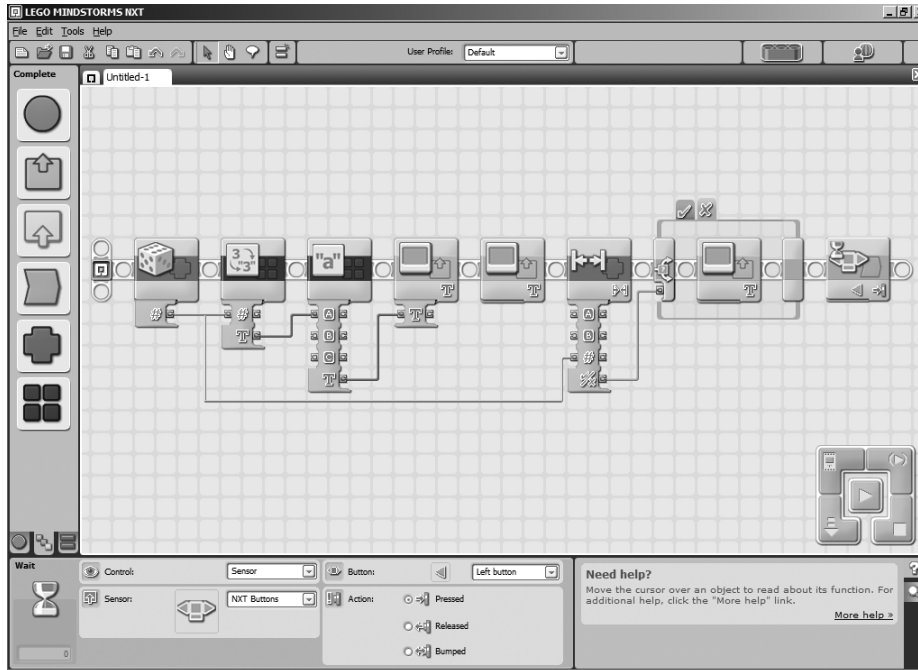 LEGO MINDSTORMS NXT
File Edit Tools Help
User Profile: Default
Complete
Untitled-1
3
"3"
"a"
#
#
T
A
B
C
T
T
T
T
A
B
#
T
Wait
0
Control: Sensor
Sensor: NXT Buttons
Button: Left button
Action: Pressed
Released
Bumped
Need help?
Move the cursor over an object to read about its function. For
additional help, click the "More help" link.
More help »